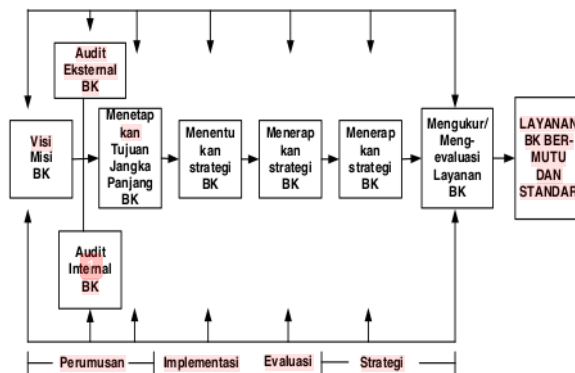 Audit
Eksternal
BK
Visi
Misi
BK
Menetap
kan
Tujuan
Jangka
Panjang
BK
Menentu
kan
strategi
BK
Menerap
kan
strategi
BK
Menerap
kan
strategi
BK
Mengukur/
Meng-
evaluasi
Layanan
BK
LAYANAN
BK BER-
MUTU
DAN
STANDAR
Audit
Internal
BK
Perumusan
Implementasi
Evaluasi
Strategi